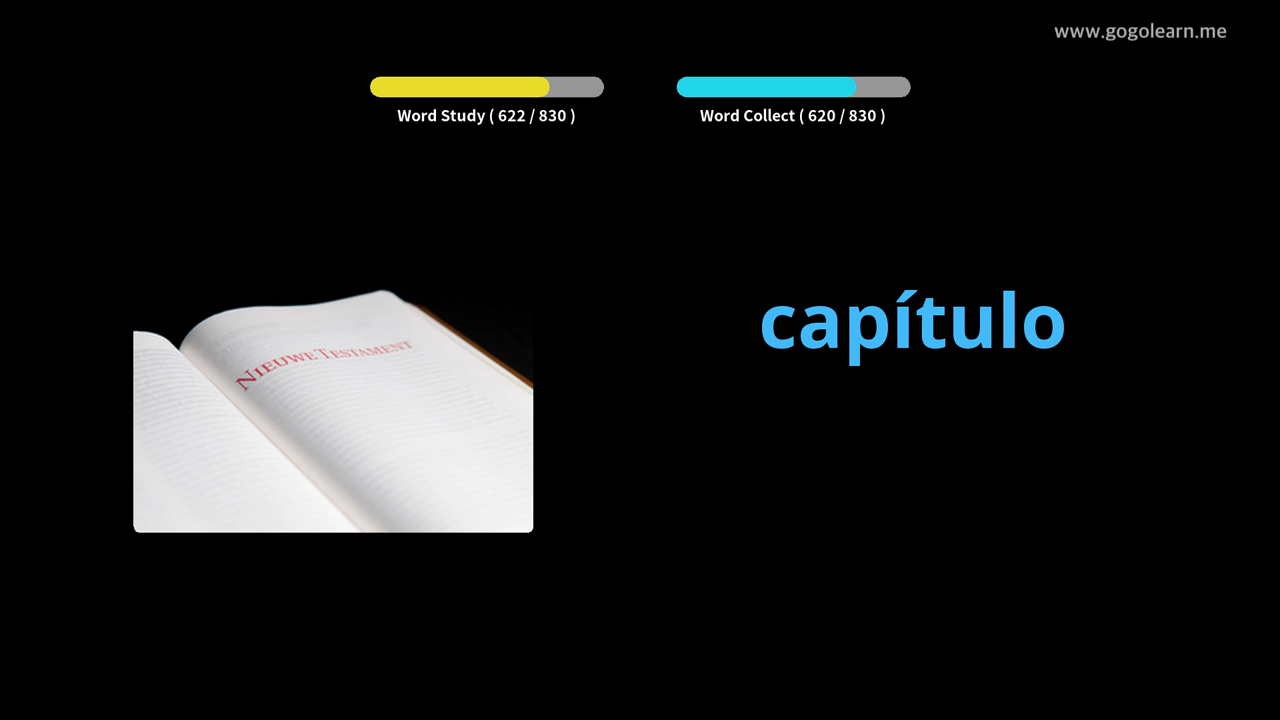 www.gogolearn.me
Word Study ( 622 / 830 )
Word Collect ( 620 / 830 )
capítulo
NIEUWE TESTAMENT